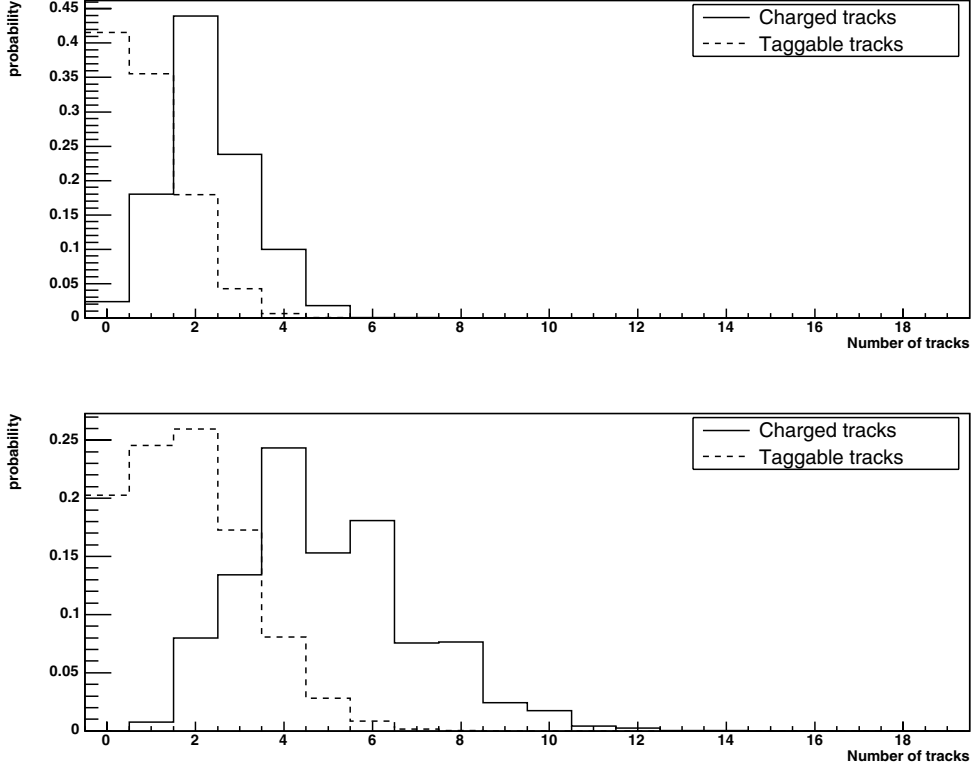 probability
0.45
0.4
0.35
0.3
0.25
0.2
0.15
0.1
0.05
0
Charged tracks
Taggable tracks
0 2 4 6 8 10 12 14 16 18
Number of tracks
probability
0.25
0.2
0.15
0.1
0.05
0
Charged tracks
Taggable tracks
0 2 4 6 8 10 12 14 16 18
Number of tracks